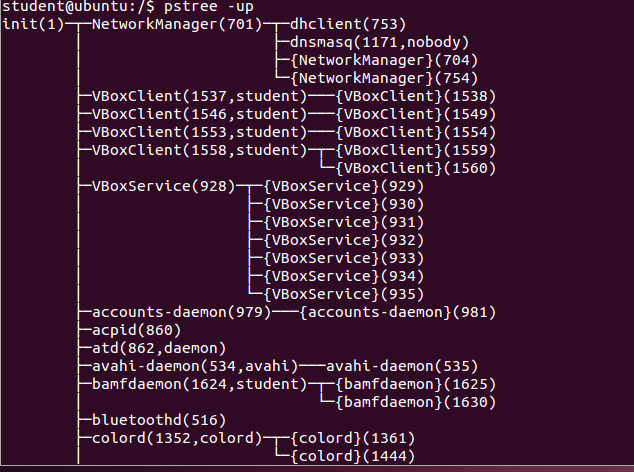 student@ubuntu:/$ pstree -up
init(1)─┬─NetworkManager(701)─┬─dhclient(753)
        │                     ├─dnsmasq(1171,nobody)
        │                     ├─{NetworkManager}(704)
        │                     └─{NetworkManager}(754)
        ├─VBoxClient(1537,student)───{VBoxClient}(1538)
        ├─VBoxClient(1546,student)───{VBoxClient}(1549)
        ├─VBoxClient(1553,student)───{VBoxClient}(1554)
        ├─VBoxClient(1558,student)─┬─{VBoxClient}(1559)
        │                          └─{VBoxClient}(1560)
        ├─VBoxService(928)─┬─{VBoxService}(929)
        │                  ├─{VBoxService}(930)
        │                  ├─{VBoxService}(931)
        │                  ├─{VBoxService}(932)
        │                  ├─{VBoxService}(933)
        │                  ├─{VBoxService}(934)
        │                  └─{VBoxService}(935)
        ├─accounts-daemon(979)───{accounts-daemon}(981)
        ├─acpid(860)
        ├─atd(862,daemon)
        ├─avahi-daemon(534,avahi)───avahi-daemon(535)
        ├─bamfdaemon(1624,student)─┬─{bamfdaemon}(1625)
        │                          └─{bamfdaemon}(1630)
        ├─bluetoothd(516)
        ├─colord(1352,colord)─┬─{colord}(1361)
        │                     └─{colord}(1444)